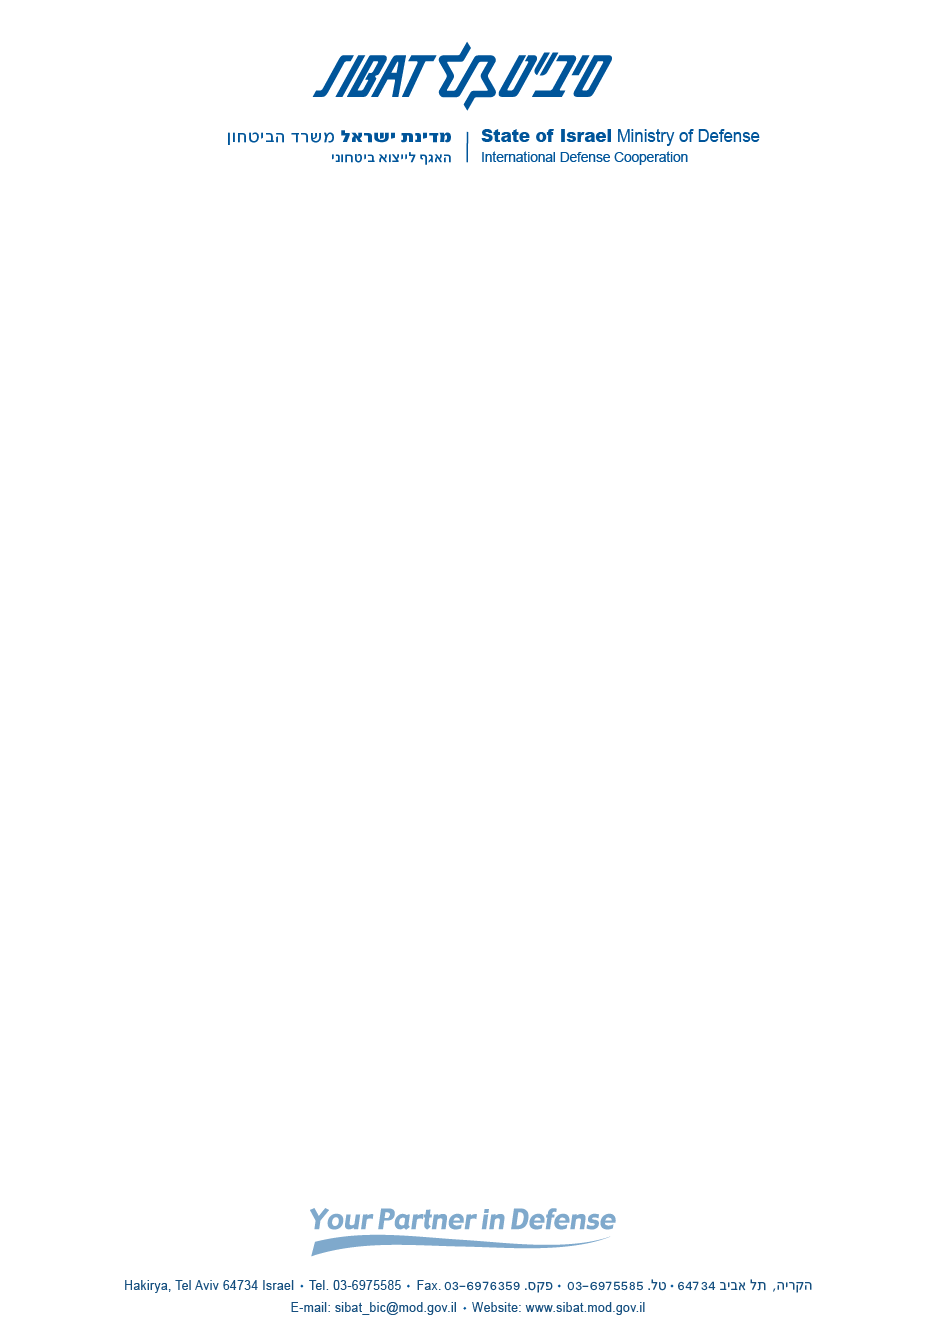 SIBAT סיב״ט
מדינת ישראל משרד הביטחון
האגף לייצוא ביטחוני
State of Israel Ministry of Defense
International Defense Cooperation
Your Partner in Defense
Hakirya, Tel Aviv 64734 Israel • Tel. 03-6975585 • Fax. 03-6976359 הקריה, תל אביב 64734 • טל. 03-6975585 • פקס.
E-mail: sibat_bic@mod.gov.il • Website: www.sibat.mod.gov.il